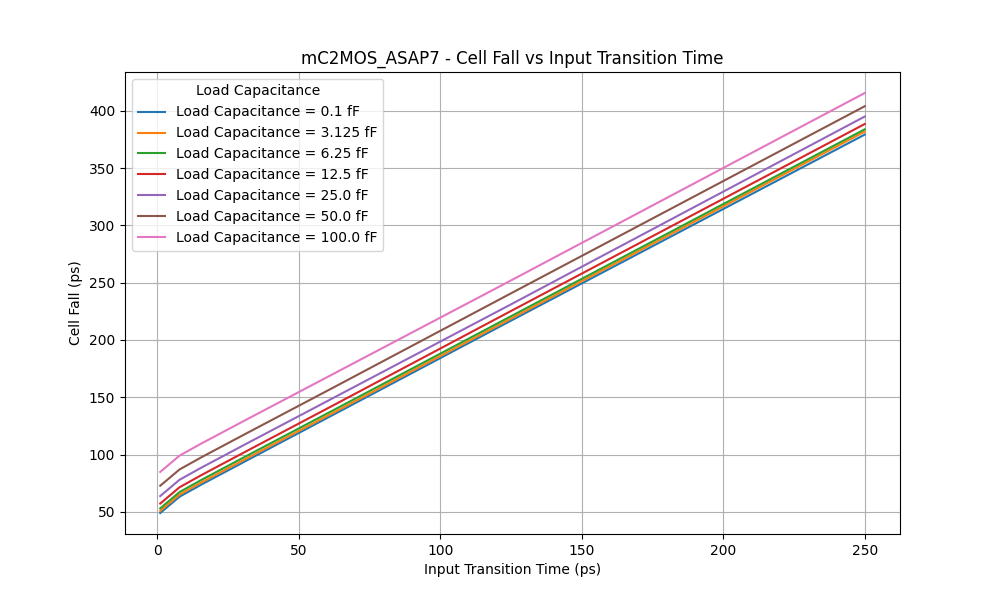 mC2MOS_ASAP7 - Cell Fall vs Input Transition Time
Load Capacitance
Load Capacitance = 0.1 fF
Load Capacitance = 3.125 fF
Load Capacitance = 6.25 fF
Load Capacitance = 12.5 fF
Load Capacitance = 25.0 fF
Load Capacitance = 50.0 fF
Load Capacitance = 100.0 fF
Cell Fall (ps)
400
350
300
250
200
150
100
50
0 50 100 150 200 250
Input Transition Time (ps)